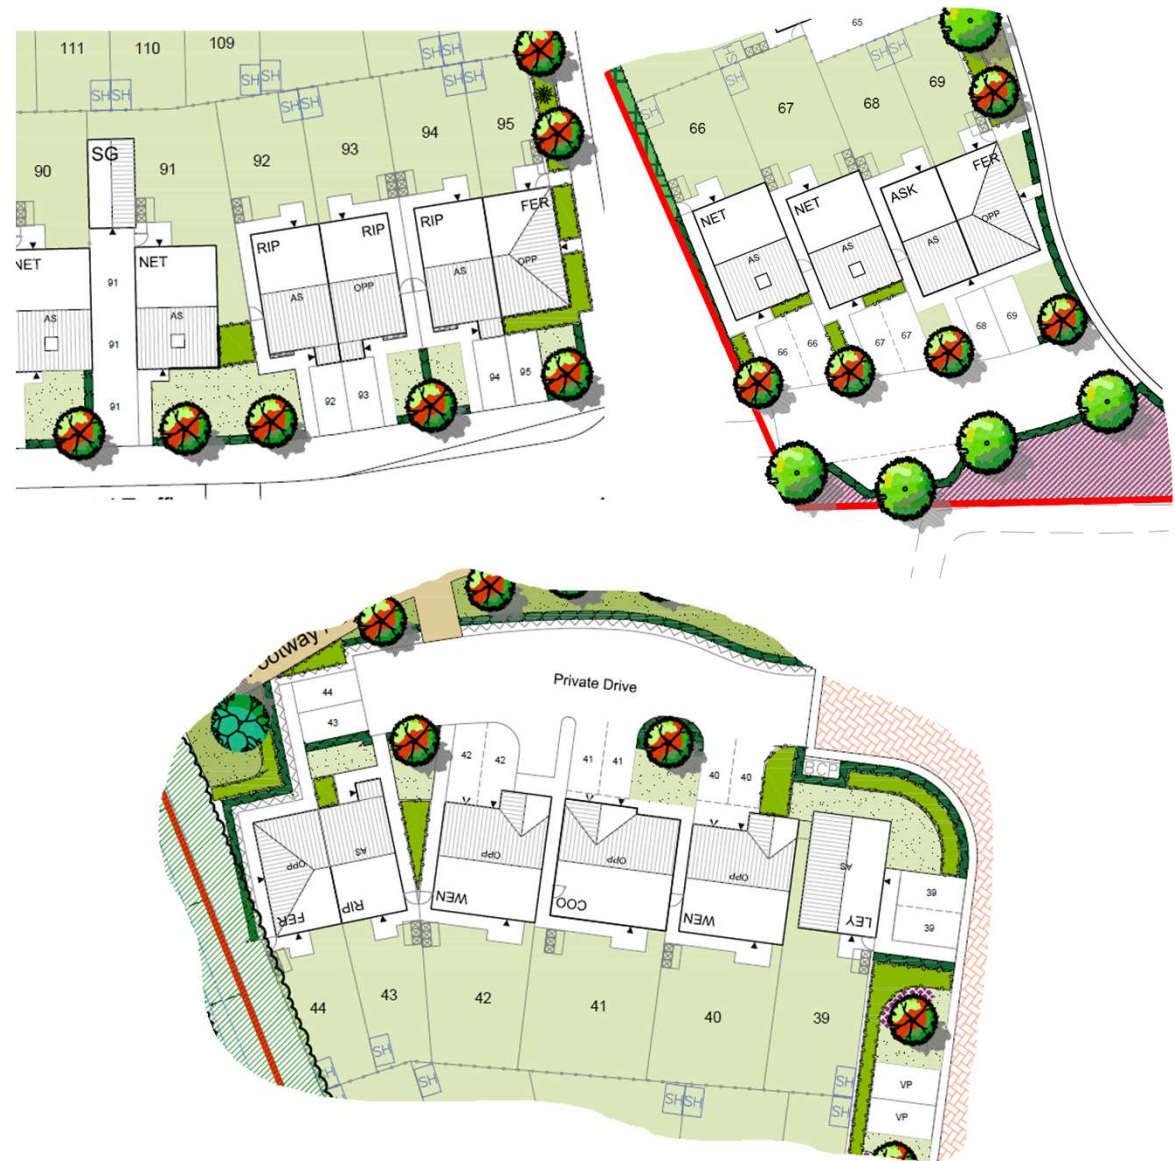 111
110
109
SH SH
SH SH
SH SH
SH SH
SH SH
90
SG
91
92
93
94
95
NET
NET
RIP
RIP
RIP
FER
91
91
91
AS
AS
AS
OPP
AS
OPP
92
93
94
95
65
SH
SH
SH
SH SH
66
67
68
69
NET
NET
ASK
FER
AS
AS
AS
OPP
66
66
67
67
68
69
Private Drive
44
43
42
42
41
41
40
40
BCP
OPP
AS
OPP
OPP
OPP
AS
FER
RIP
WEN
COO
WEN
LEY
39
39
44
43
42
41
40
39
SH
SH
SH
SH SH
SH
SH
VP
VP